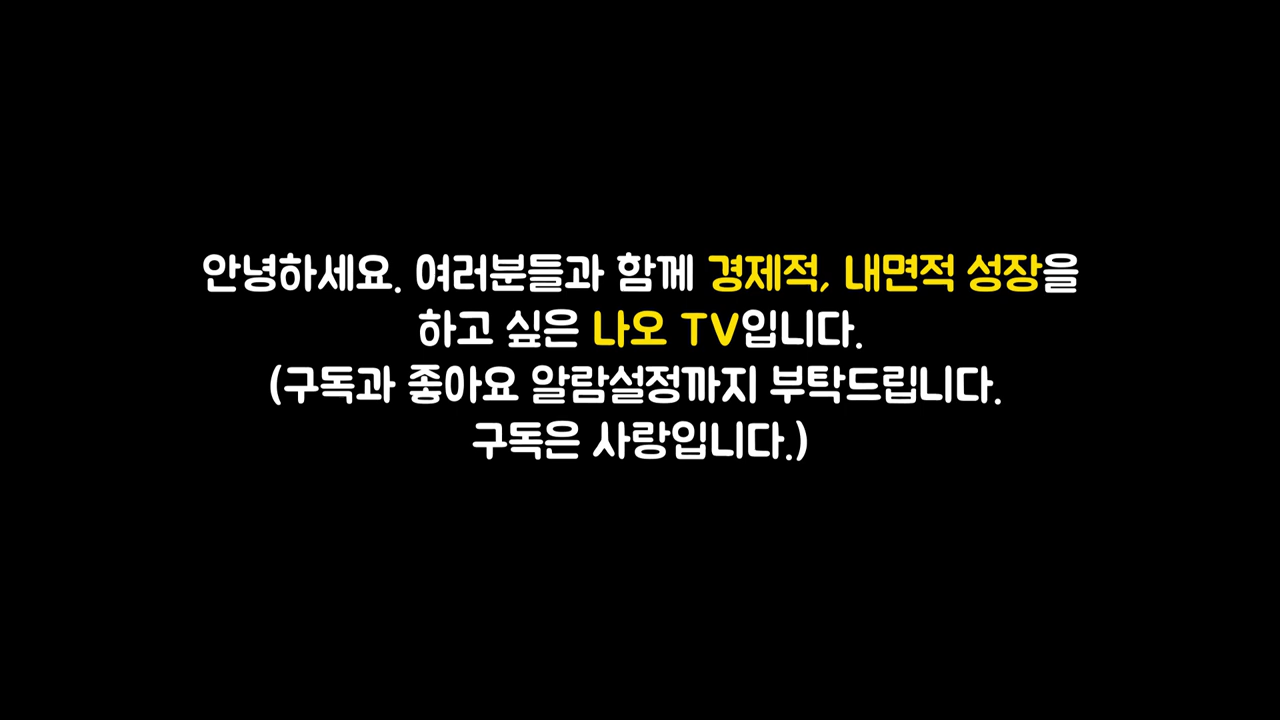 안녕하세요. 여러분들과 함께 경제적, 내면적 성장을
하고 싶은 나오 TV입니다.
(구독과 좋아요 알람설정까지 부탁드립니다.
구독은 사랑입니다.)